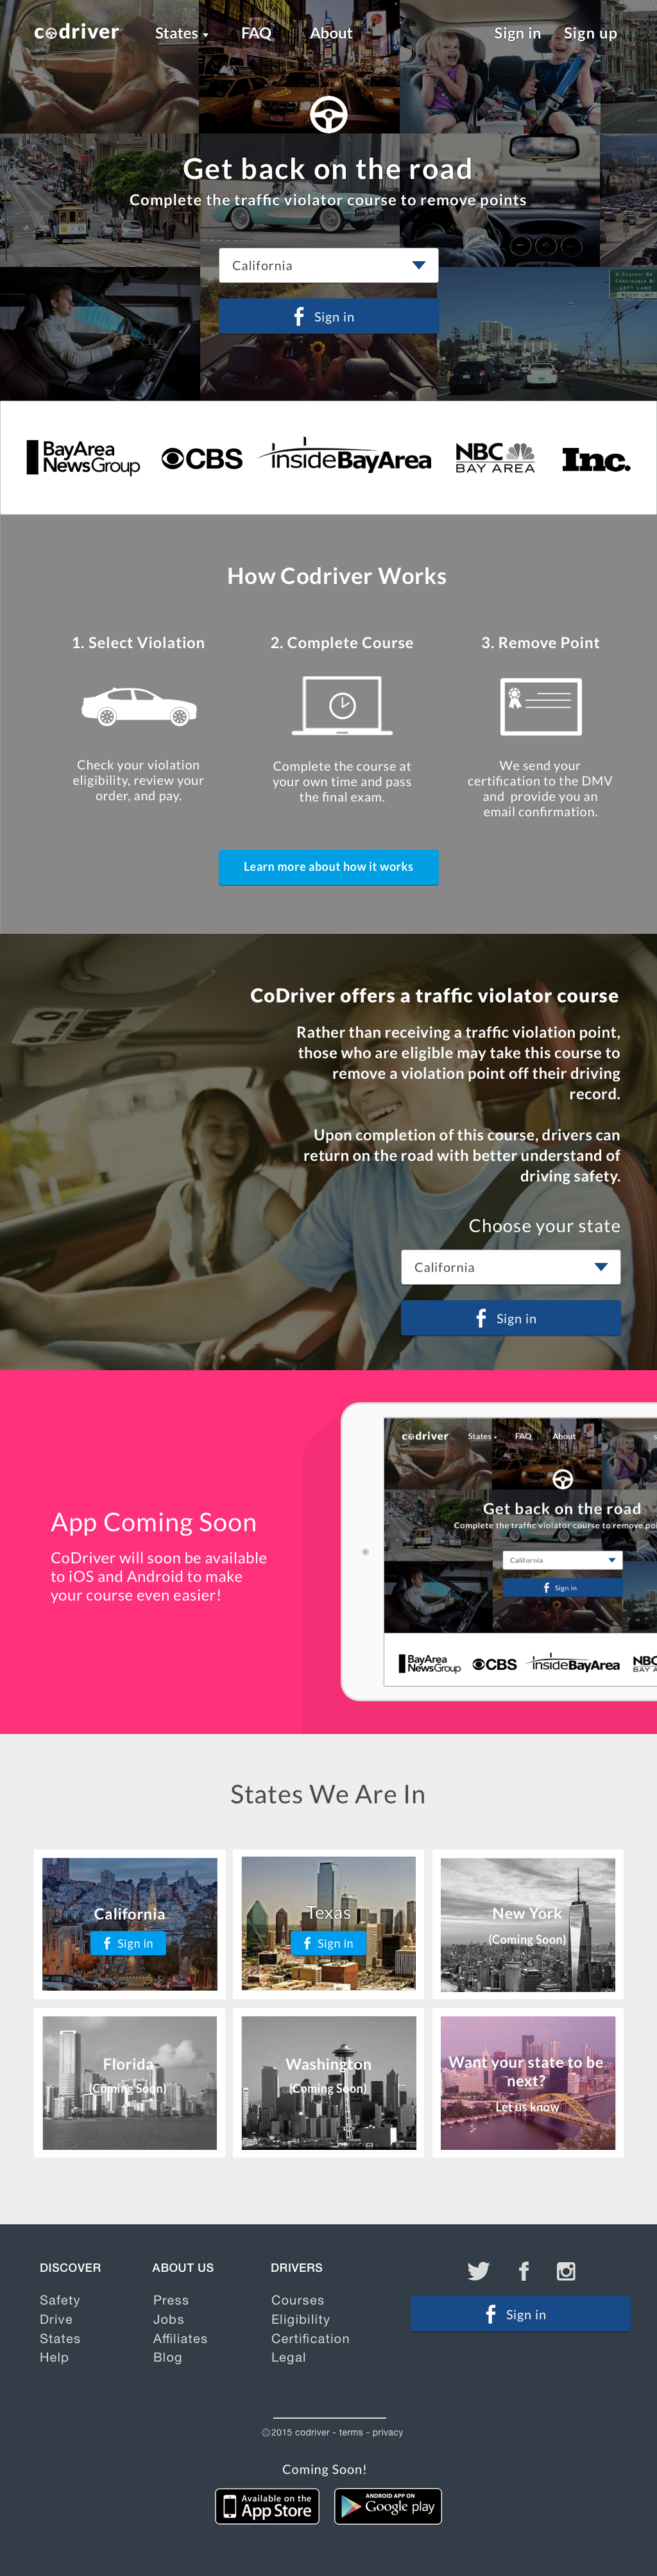 codriver States FAQ About Sign in Sign up
Get back on the road
Complete the traffic violator course to remove points
California
f Sign in
BayArea
NewsGroup
CBS
insideBayArea
NBC
BAY AREA
Inc.
How Codriver Works
1. Select Violation
Check your violation
eligibility, review your
order, and pay.
2. Complete Course
Complete the course at
your own time and pass
the final exam.
3. Remove Point
We send your
certification to the DMV
and provide you an
email confirmation.
Learn more about how it works
CoDriver offers a traffic violator course
Rather than receiving a traffic violation point,
those who are eligible may take this course to
remove a violation point off their driving
record.
Upon completion of this course, drivers can
return on the road with better understand of
driving safety.
Choose your state
California
f Sign in
App Coming Soon
CoDriver will soon be available
to iOS and Android to make
your course even easier!
codriver States FAQ About
Get back on the road
Complete the traffic violator course to remove poi
California
f Sign in
BayArea
NewsGroup
CBS
insideBayArea
NBC
BAY A
States We Are In
California
f Sign in
Texas
f Sign in
New York
(Coming Soon)
Florida
(Coming Soon)
Washington
(Coming Soon)
Want your state to be
next?
Let us know
DISCOVER
Safety
Drive
States
Help
ABOUT US
Press
Jobs
Affiliates
Blog
DRIVERS
Courses
Eligibility
Certification
Legal
f Sign in
©2015 codriver - terms - privacy
Coming Soon!
Available on the
App Store
ANDROID APP ON
Google play